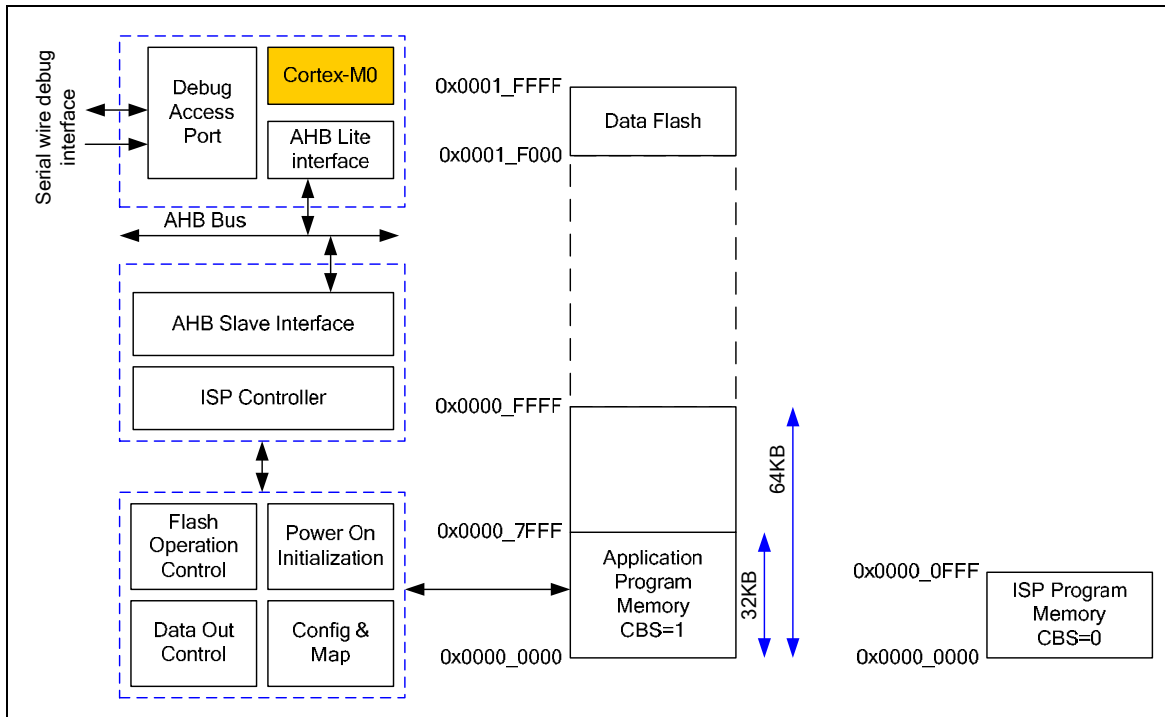 Serial wire debug
interface
Debug
Access
Port
Cortex-M0
AHB Lite
interface
AHB Bus
AHB Slave Interface
ISP Controller
Flash
Operation
Control
Power On
Initialization
Data Out
Control
Config &
Map
0x0001_FFFF
Data Flash
0x0001_F000
0x0000_FFFF
0x0000_7FFF
Application
Program
Memory
CBS=1
0x0000_0000
32KB
64KB
0x0000_0FFF
ISP Program
Memory
CBS=0
0x0000_0000